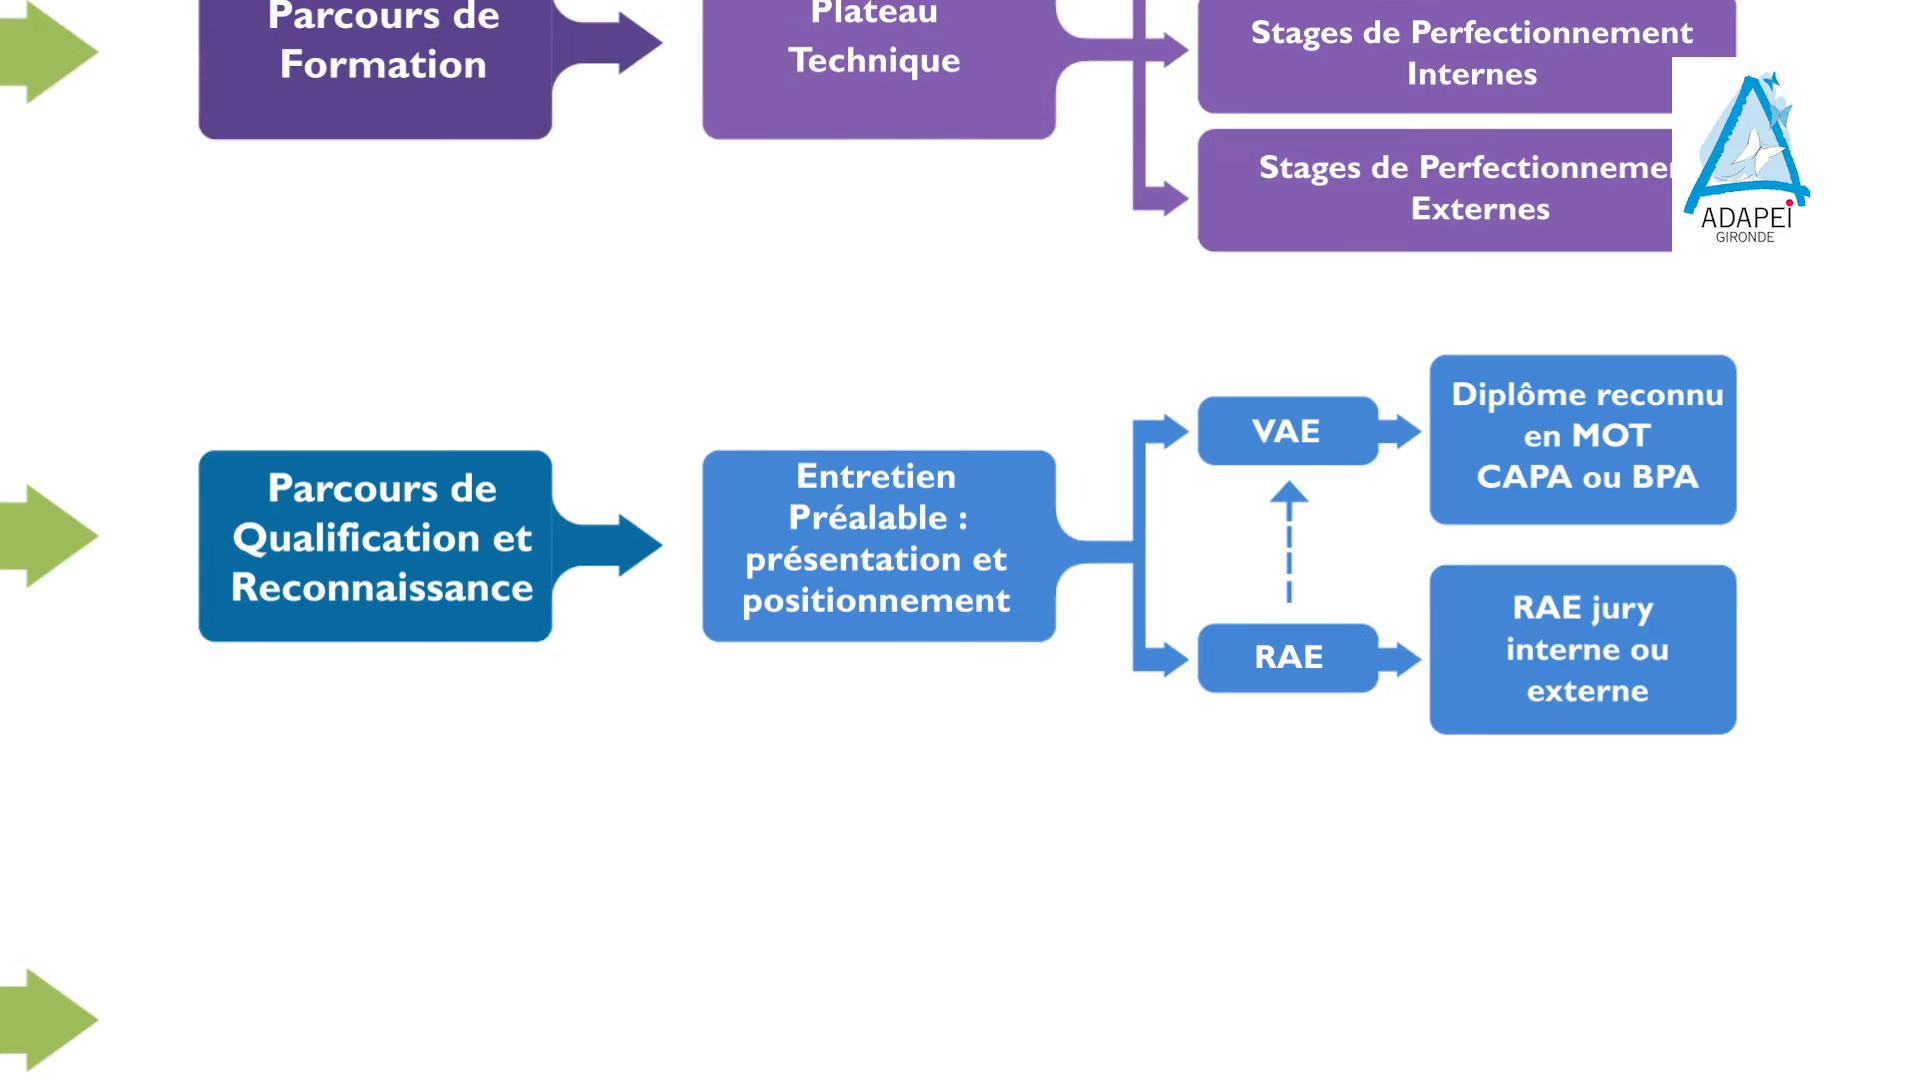 Parcours de
Formation
Plateau
Technique
Stages de Perfectionnement
Internes
Stages de Perfectionnemen
Externes
ADAPEI
GIRONDE
Parcours de
Qualification et
Reconnaissance
Entretien
Préalable :
présentation et
positionnement
VAE
Diplôme reconnu
en MOT
CAPA ou BPA
RAE
RAE jury
interne ou
externe